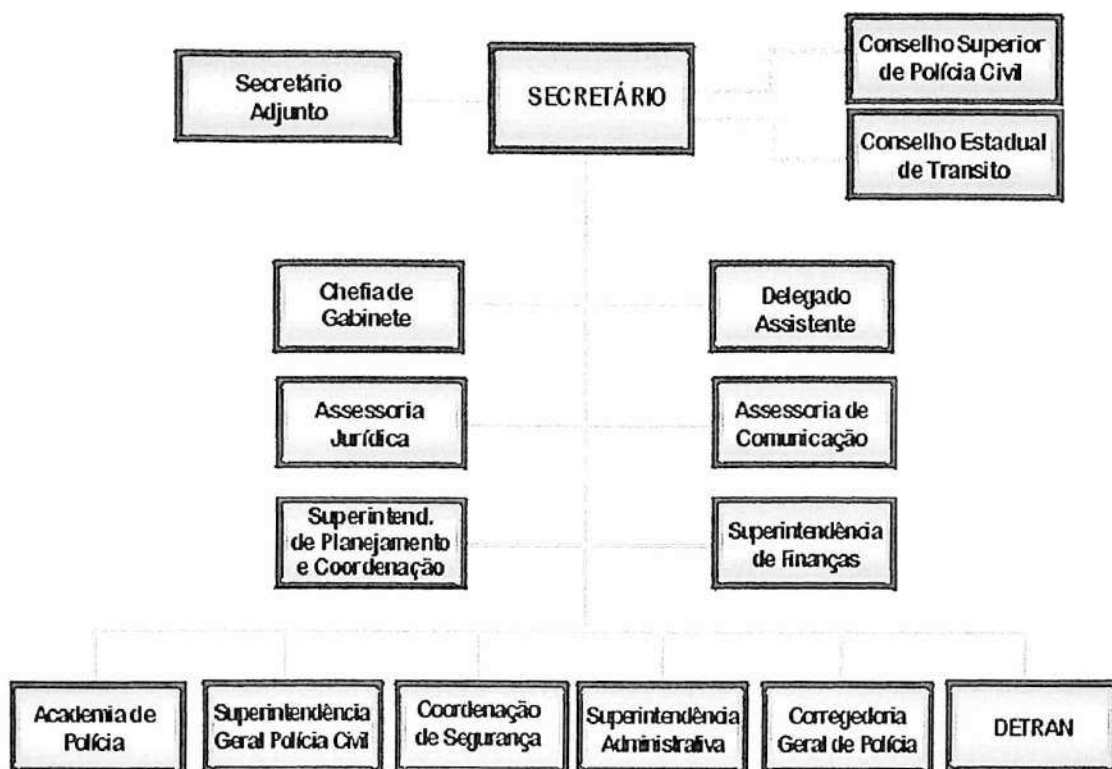 Secretário
Adjunto
SECRETÁRIO
Conselho Superior
de Polícia Civil
Conselho Estadual
de Transito
Chefia de
Gabinete
Delegado
Assistente
Assessoria
Jurídica
Assessoria de
Comunicação
Superintend.
de Planejamento
e Coordenação
Superintendência
de Finanças
Academia de
Polícia
Superintendência
Geral Polícia Civil
Coordenação
de Segurança
Superintendência
Administrativa
Corregedoria
Geral de Polícia
DETRAN